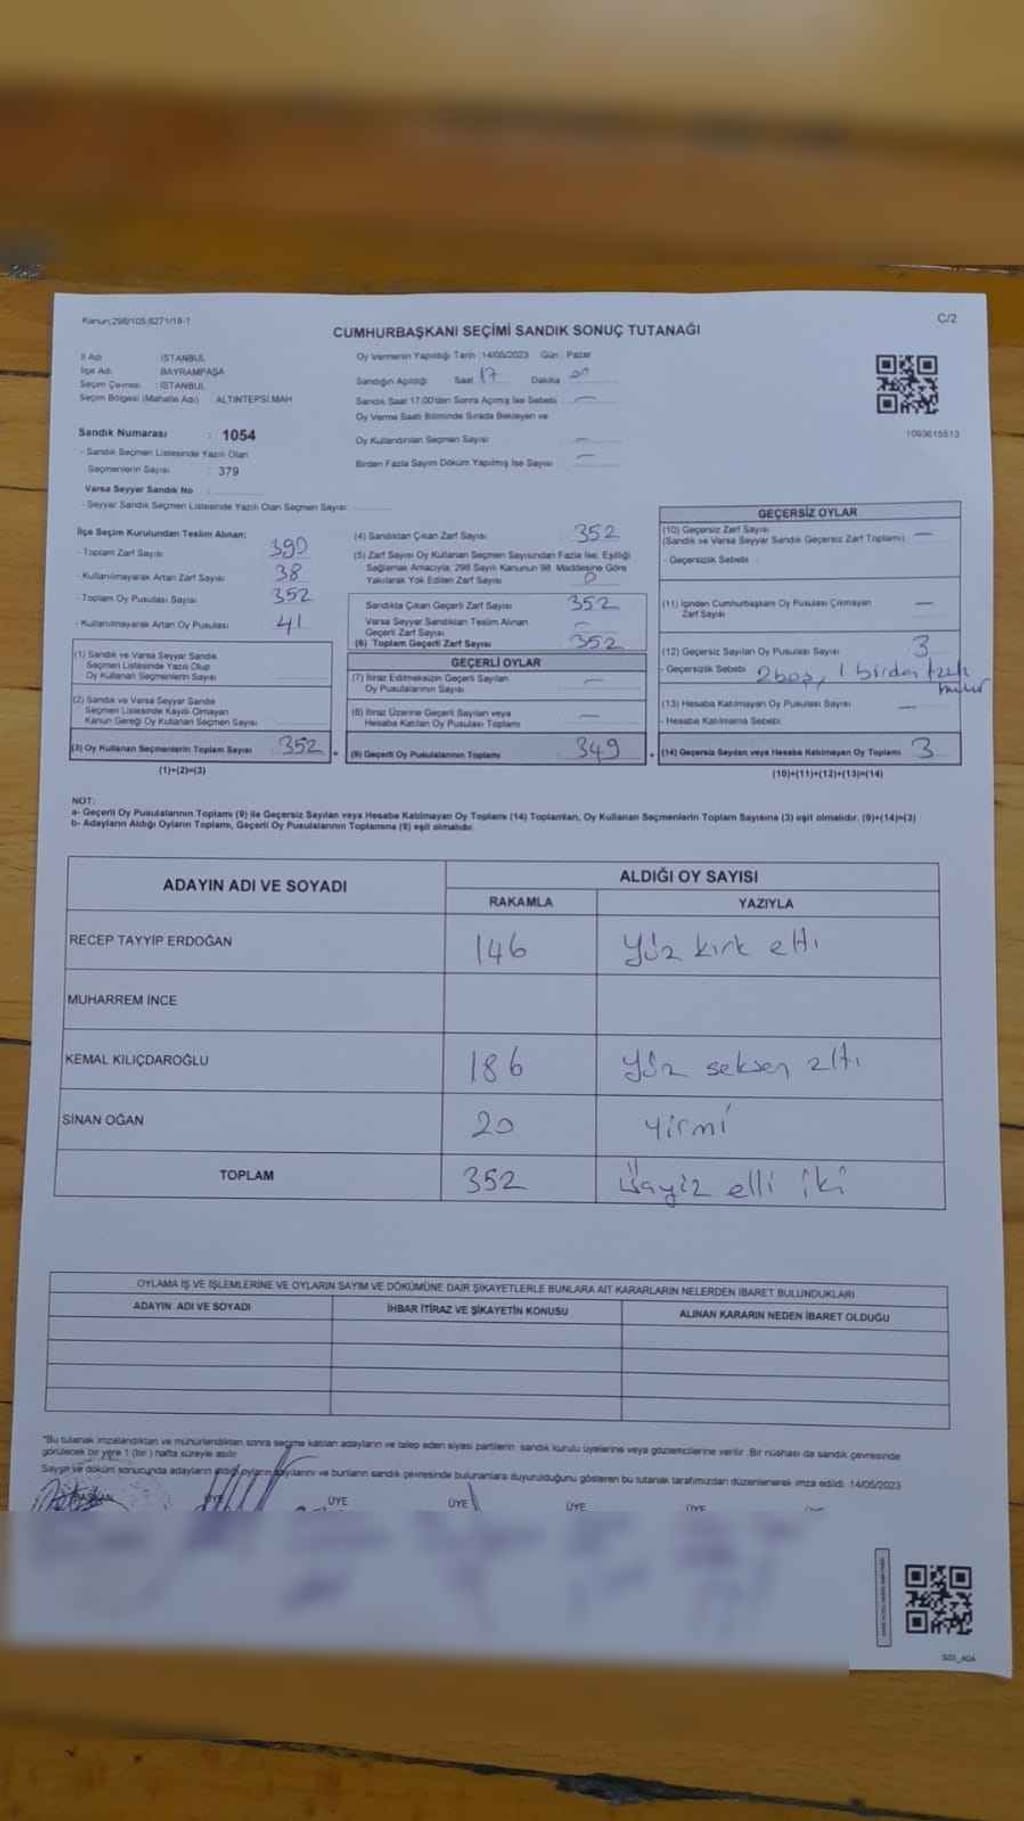 Kanun:298/105,6271/18-1
C/2
CUMHURBAŞKANI SEÇİMİ SANDIK SONUÇ TUTANAĞI
İl Adı : İSTANBUL
İlçe Adı : BAYRAMPAŞA
Seçim Çevresi : İSTANBUL
Seçim Bölgesi (Mahalle Adı) : ALTINTEPSİ MAH
Sandık Numarası : 1054
- Sandık Seçmen Listesinde Yazılı Olan
Seçmenlerin Sayısı : 379
Varsa Seyyar Sandık No
- Seyyar Sandık Seçmen Listesinde Yazılı Olan Seçmen Sayısı
Oy Vermenin Yapıldığı Tarih : 14/05/2023 Gün : Pazar
Sandığın Açıldığı Saat 17 Dakika
Sandık Saat 17:00'den Sonra Açılmış İse Sebebi —
Oy Verme Saati Bitiminde Sırada Bekleyen ve
Oy Kullandırılan Seçmen Sayısı —
Birden Fazla Sayım Döküm Yapılmış İse Sayısı —
1093615513
İlçe Seçim Kurulundan Teslim Alınan:
- Toplam Zarf Sayısı 390
- Kullanılmayarak Artan Zarf Sayısı 38
- Toplam Oy Pusulası Sayısı 352
- Kullanılmayarak Artan Oy Pusulası 41
(1) Sandık ve Varsa Seyyar Sandık
Seçmen Listesinde Yazılı Olup
Oy Kullanan Seçmenlerin Sayısı
(2) Sandık ve Varsa Seyyar Sandık
Seçmen Listesinde Kayıtlı Olmayan
Kanun Gereği Oy Kullanan Seçmen Sayısı
(3) Oy Kullanan Seçmenlerin Toplam Sayısı 352
(1)+(2)=(3)
(4) Sandıktan Çıkan Zarf Sayısı 352
(5) Zarf Sayısı Oy Kullanan Seçmen Sayısından Fazla İse, Eşitliği
Sağlamak Amacıyla, 298 Sayılı Kanunun 98. Maddesine Göre
Yakılarak Yok Edilen Zarf Sayısı 0
Sandıkta Çıkan Geçerli Zarf Sayısı 352
Varsa Seyyar Sandıktan Teslim Alınan
Geçerli Zarf Sayısı —
(6) Toplam Geçerli Zarf Sayısı 352
GEÇERLİ OYLAR
(7) İtiraz Edilmeksizin Geçerli Sayılan
Oy Pusulalarının Sayısı —
(8) İtiraz Üzerine Geçerli Sayılan veya
Hesaba Katılan Oy Pusulası Toplamı —
(9) Geçerli Oy Pusulalarının Toplamı 349
GEÇERSİZ OYLAR
(10) Geçersiz Zarf Sayısı
(Sandık ve Varsa Seyyar Sandık Geçersiz Zarf Toplamı) —
- Geçersizlik Sebebi
(11) İçinden Cumhurbaşkanı Oy Pusulası Çıkmayan
Zarf Sayısı —
(12) Geçersiz Sayılan Oy Pusulası Sayısı 3
- Geçersizlik Sebebi 2 boş, 1 birden fazla
mühür
(13) Hesaba Katılmayan Oy Pusulası Sayısı —
- Hesaba Katılmama Sebebi
(14) Geçersiz Sayılan veya Hesaba Katılmayan Oy Toplamı 3
(10)+(11)+(12)+(13)=(14)
NOT:
a- Geçerli Oy Pusulalarının Toplamı (9) ile Geçersiz Sayılan veya Hesaba Katılmayan Oy Toplamı (14) Toplamları, Oy Kullanan Seçmenlerin Toplam Sayısına (3) eşit olmalıdır. (9)+(14)=(3)
b- Adayların Aldığı Oyların Toplamı, Geçerli Oy Pusulalarının Toplamına (9) eşit olmalıdır.
ADAYIN ADI VE SOYADI
ALDIĞI OY SAYISI
RAKAMLA YAZIYLA
RECEP TAYYİP ERDOĞAN 146 Yüz kırk altı
MUHARREM İNCE
KEMAL KILIÇDAROĞLU 186 Yüz seksen altı
SİNAN OĞAN 20 yirmi
TOPLAM 352 üçyüz elli iki
OYLAMA İŞ VE İŞLEMLERİNE VE OYLARIN SAYIM VE DÖKÜMÜNE DAİR ŞİKAYETLERLE BUNLARA AİT KARARLARIN NELERDEN İBARET BULUNDUKLARI
ADAYIN ADI VE SOYADI İHBAR İTİRAZ VE ŞİKAYETİN KONUSU ALINAN KARARIN NEDEN İBARET OLDUĞU
*Bu tutanak imzalandıktan ve mühürlendikten sonra seçime katılan adayların ve talep eden siyasi partilerin sandık kurulu üyelerine veya gözlemcilerine verilir. Bir nüshası da sandık çevresinde
görülecek bir yere 1 (bir) hafta süreyle asılır.
Sayım ve döküm sonucunda adayların aldığı oyların sayılarını ve bunların sandık çevresinde bulunanlara duyurulduğunu gösteren bu tutanak tarafımızdan düzenlenerek imza edildi. 14/05/2023
ÜYE ÜYE ÜYE ÜYE ÜYE